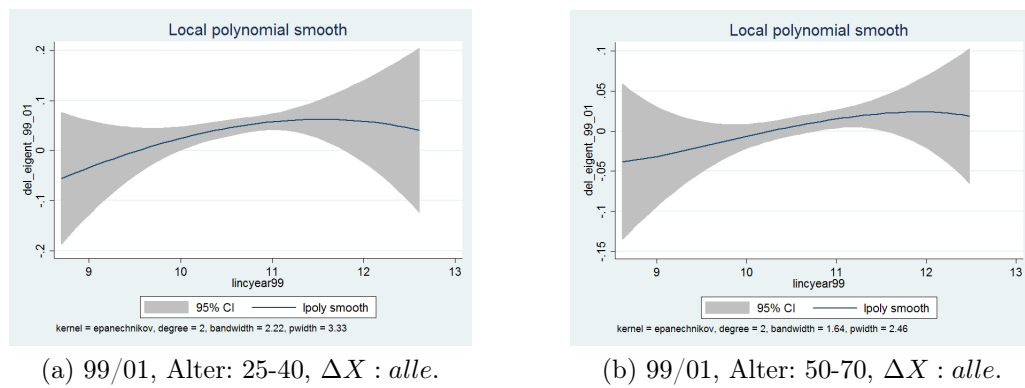 Local polynomial smooth
del_eigent_99_01
.2
.1
0
-.1
-.2
9 10 11 12 13
lincyear99
95% CI lpoly smooth
kernel = epanechnikov, degree = 2, bandwidth = 2.22, pwidth = 3.33
(a) 99/01, Alter: 25-40, ΔX : alle.
Local polynomial smooth
del_eigent_99_01
.1
.05
0
-.05
-.1
-.15
9 10 11 12 13
lincyear99
95% CI lpoly smooth
kernel = epanechnikov, degree = 2, bandwidth = 1.64, pwidth = 2.46
(b) 99/01, Alter: 50-70, ΔX : alle.